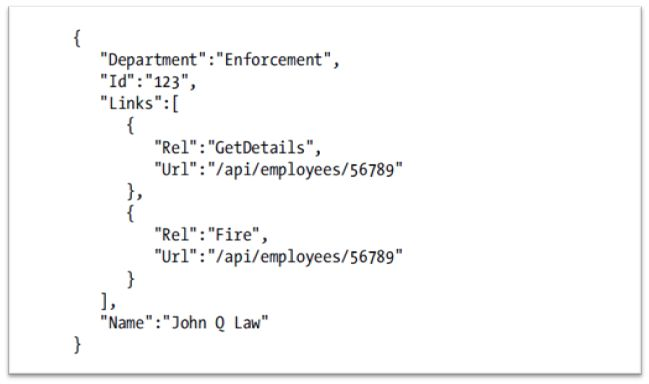 {
"Department":"Enforcement",
"Id":"123",
"Links":[
{
"Rel":"GetDetails",
"Url":"/api/employees/56789"
},
{
"Rel":"Fire",
"Url":"/api/employees/56789"
}
],
"Name":"John Q Law"
}